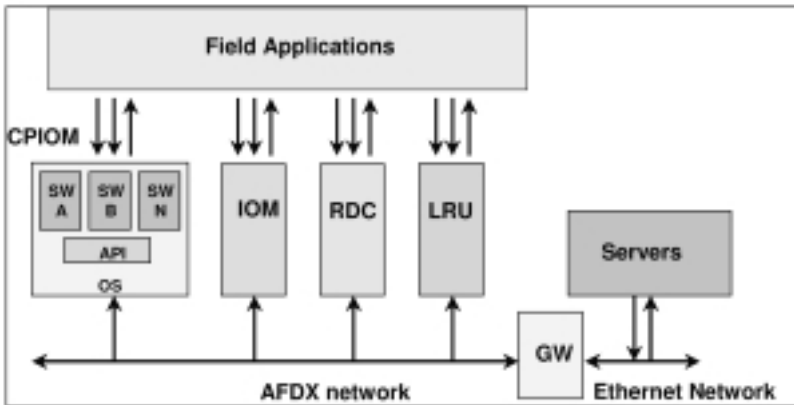 Field Applications
CPIOM
SW A
SW B
SW N
API
OS
IOM
RDC
LRU
Servers
GW
AFDX network
Ethernet Network